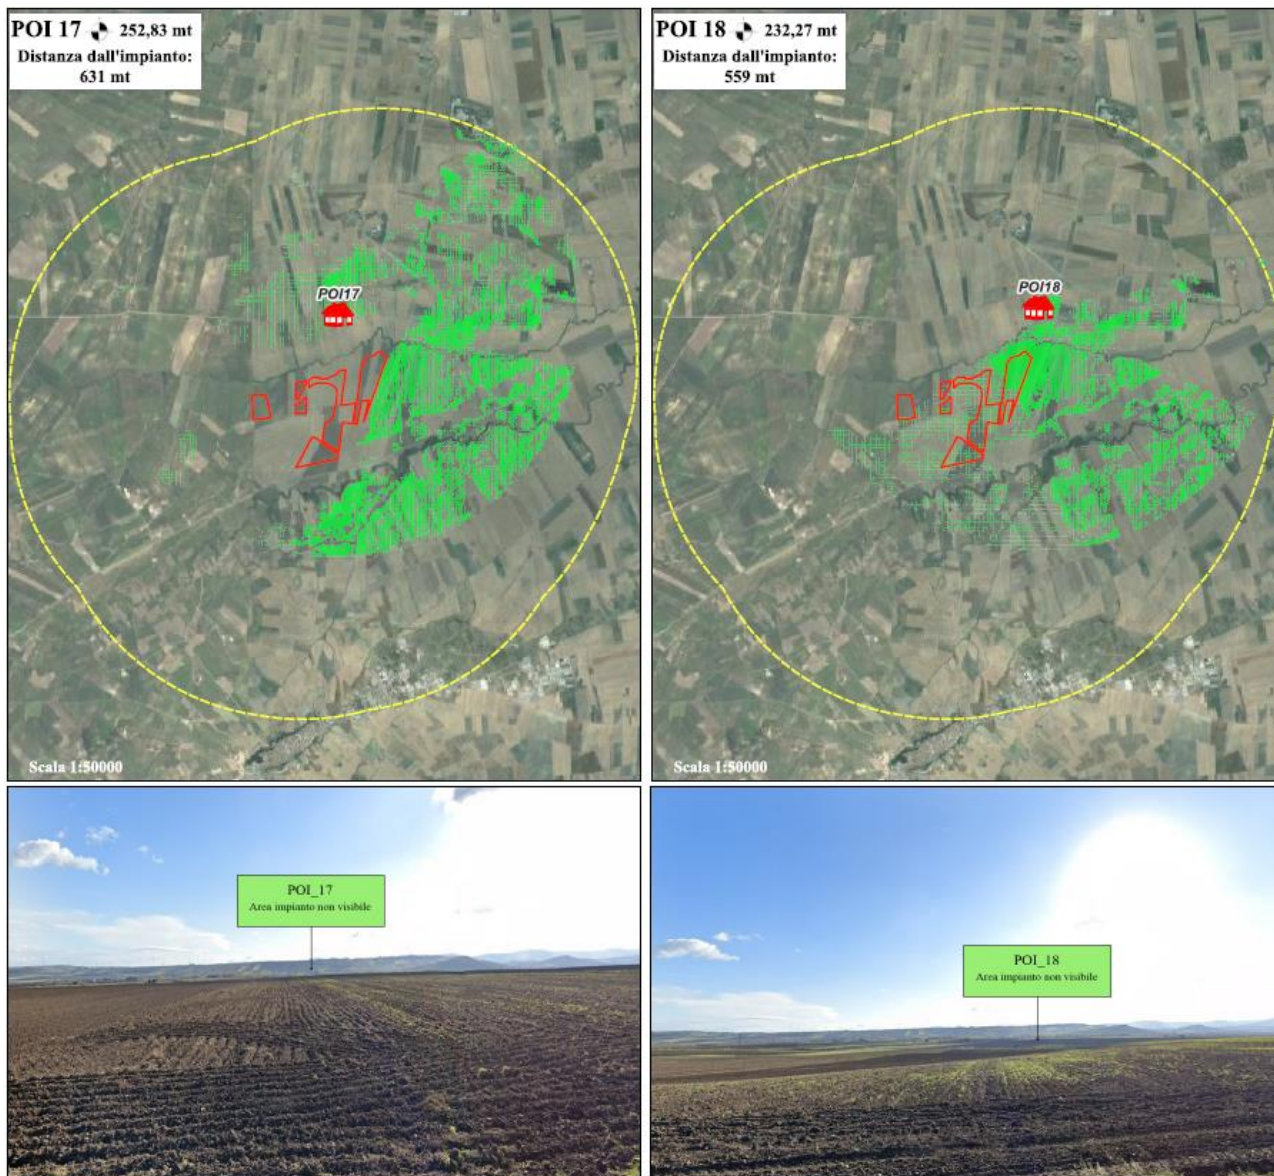 POI 17 252,83 mt
Distanza dall'impianto:
631 mt
POI17
Scala 1:50000
POI 18 232,27 mt
Distanza dall'impianto:
559 mt
POI18
Scala 1:50000
POI_17
Area impianto non visibile
POI_18
Area impianto non visibile